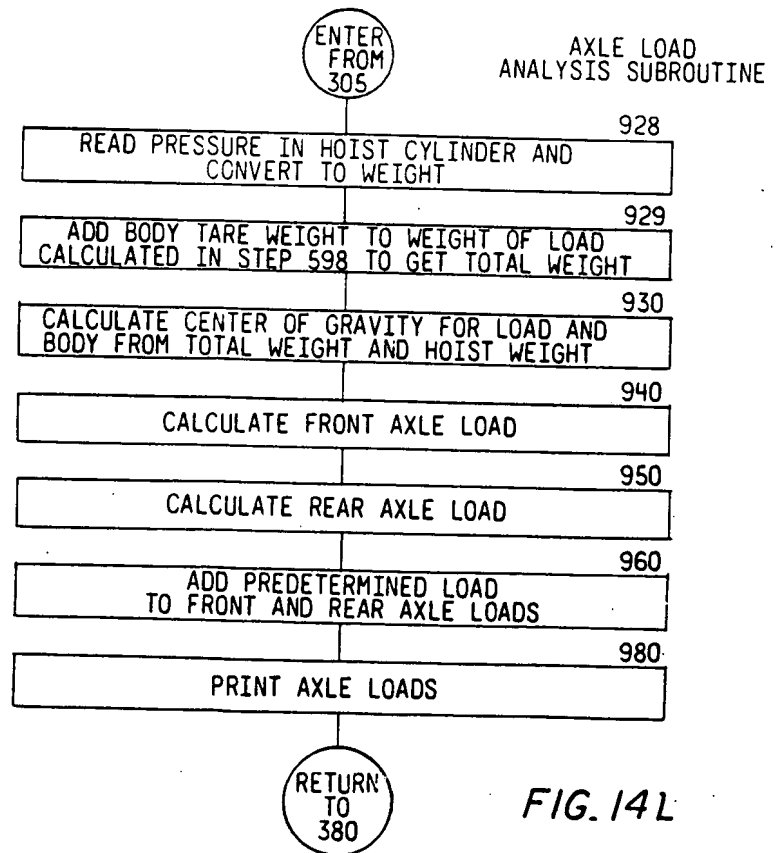 ENTER
FROM
305
AXLE LOAD
ANALYSIS SUBROUTINE
928
READ PRESSURE IN HOIST CYLINDER AND
CONVERT TO WEIGHT
929
ADD BODY TARE WEIGHT TO WEIGHT OF LOAD
CALCULATED IN STEP 598 TO GET TOTAL WEIGHT
930
CALCULATE CENTER OF GRAVITY FOR LOAD AND
BODY FROM TOTAL WEIGHT AND HOIST WEIGHT
940
CALCULATE FRONT AXLE LOAD
950
CALCULATE REAR AXLE LOAD
960
ADD PREDETERMINED LOAD
TO FRONT AND REAR AXLE LOADS
980
PRINT AXLE LOADS
RETURN
TO
380
FIG. 14L